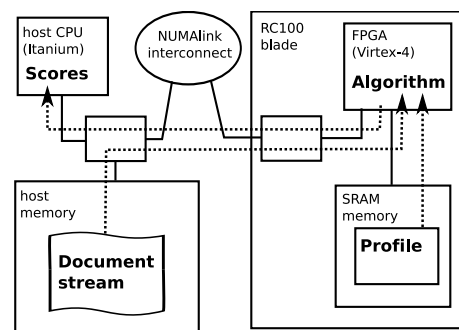 host CPU
(Itanium)
Scores
NUMAlink
interconnect
RC100
blade
FPGA
(Virtex-4)
Algorithm
host
memory
Document
stream
SRAM
memory
Profile